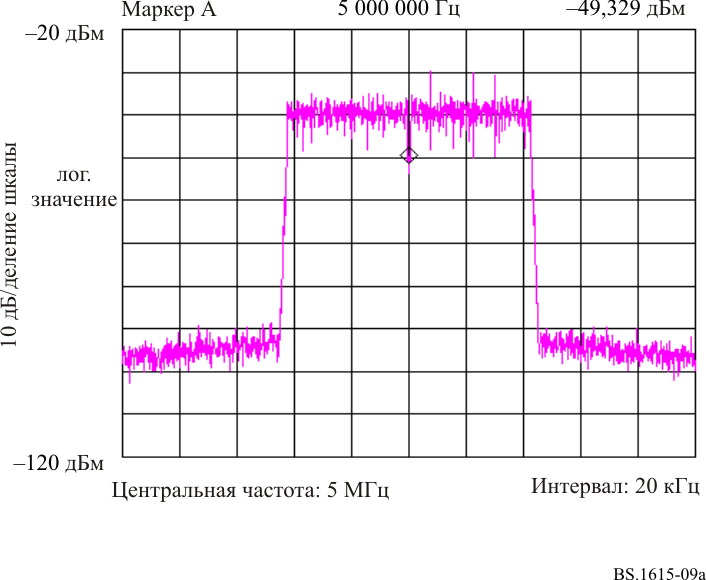 Маркер А 5 000 000 Гц –49,329 дБм
–20 дБм
10 дБ/деление шкалы
лог.
значение
–120 дБм
Центральная частота: 5 МГц
Интервал: 20 кГц
BS.1615-09a